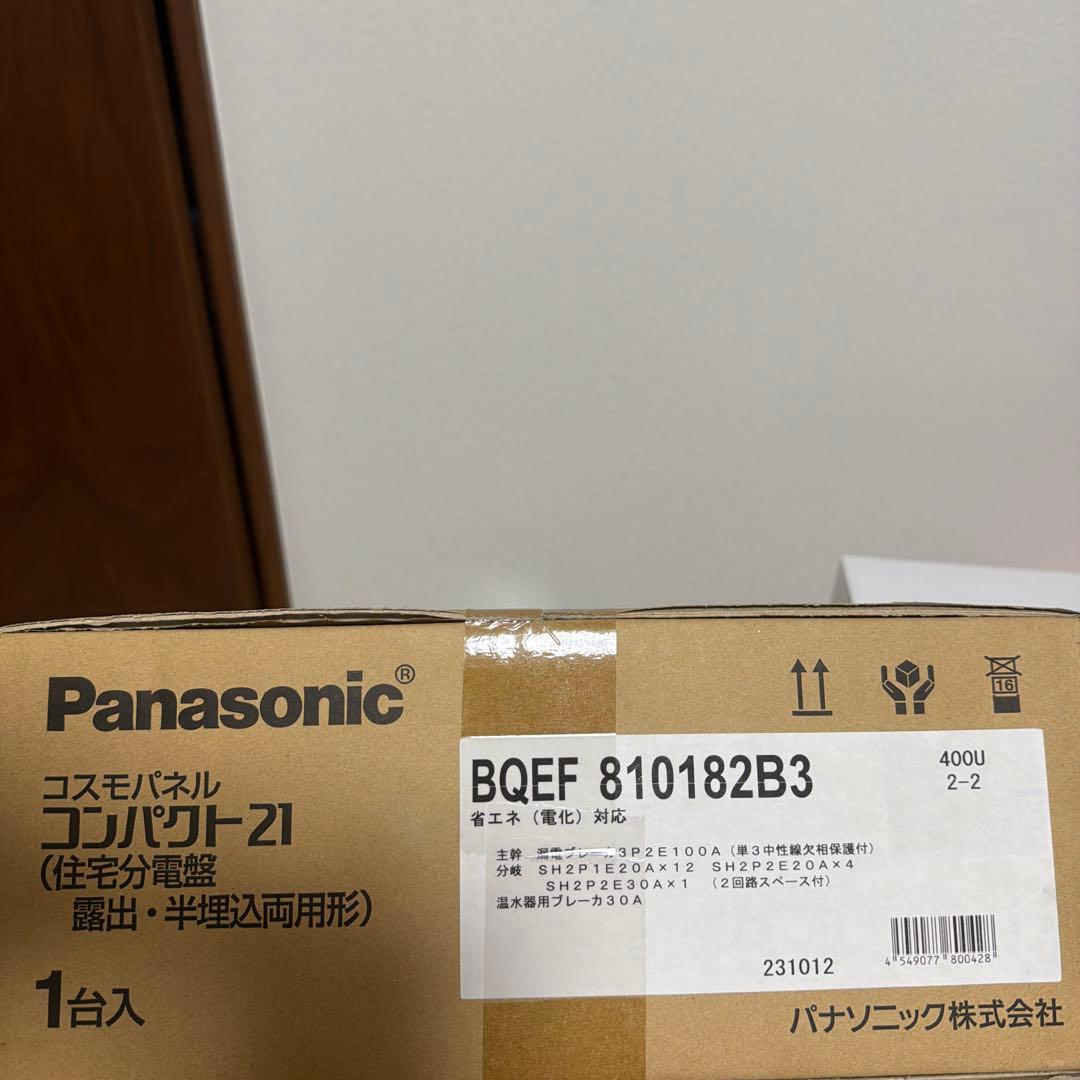 Panasonic®
コスモパネル
コンパクト21
(住宅分電盤
露出・半埋込両用形)
1台入
16
BQEF 810182B3
400U
2-2
省エネ(電化)対応
主幹 漏電ブレーカ3P2E100A(単3中性線欠相保護付)
分岐 SH2P1E20A×12 SH2P2E20A×4
SH2P2E30A×1 (2回路スペース付)
温水器用ブレーカ30A
231012
4 549077 800428
パナソニック株式会社